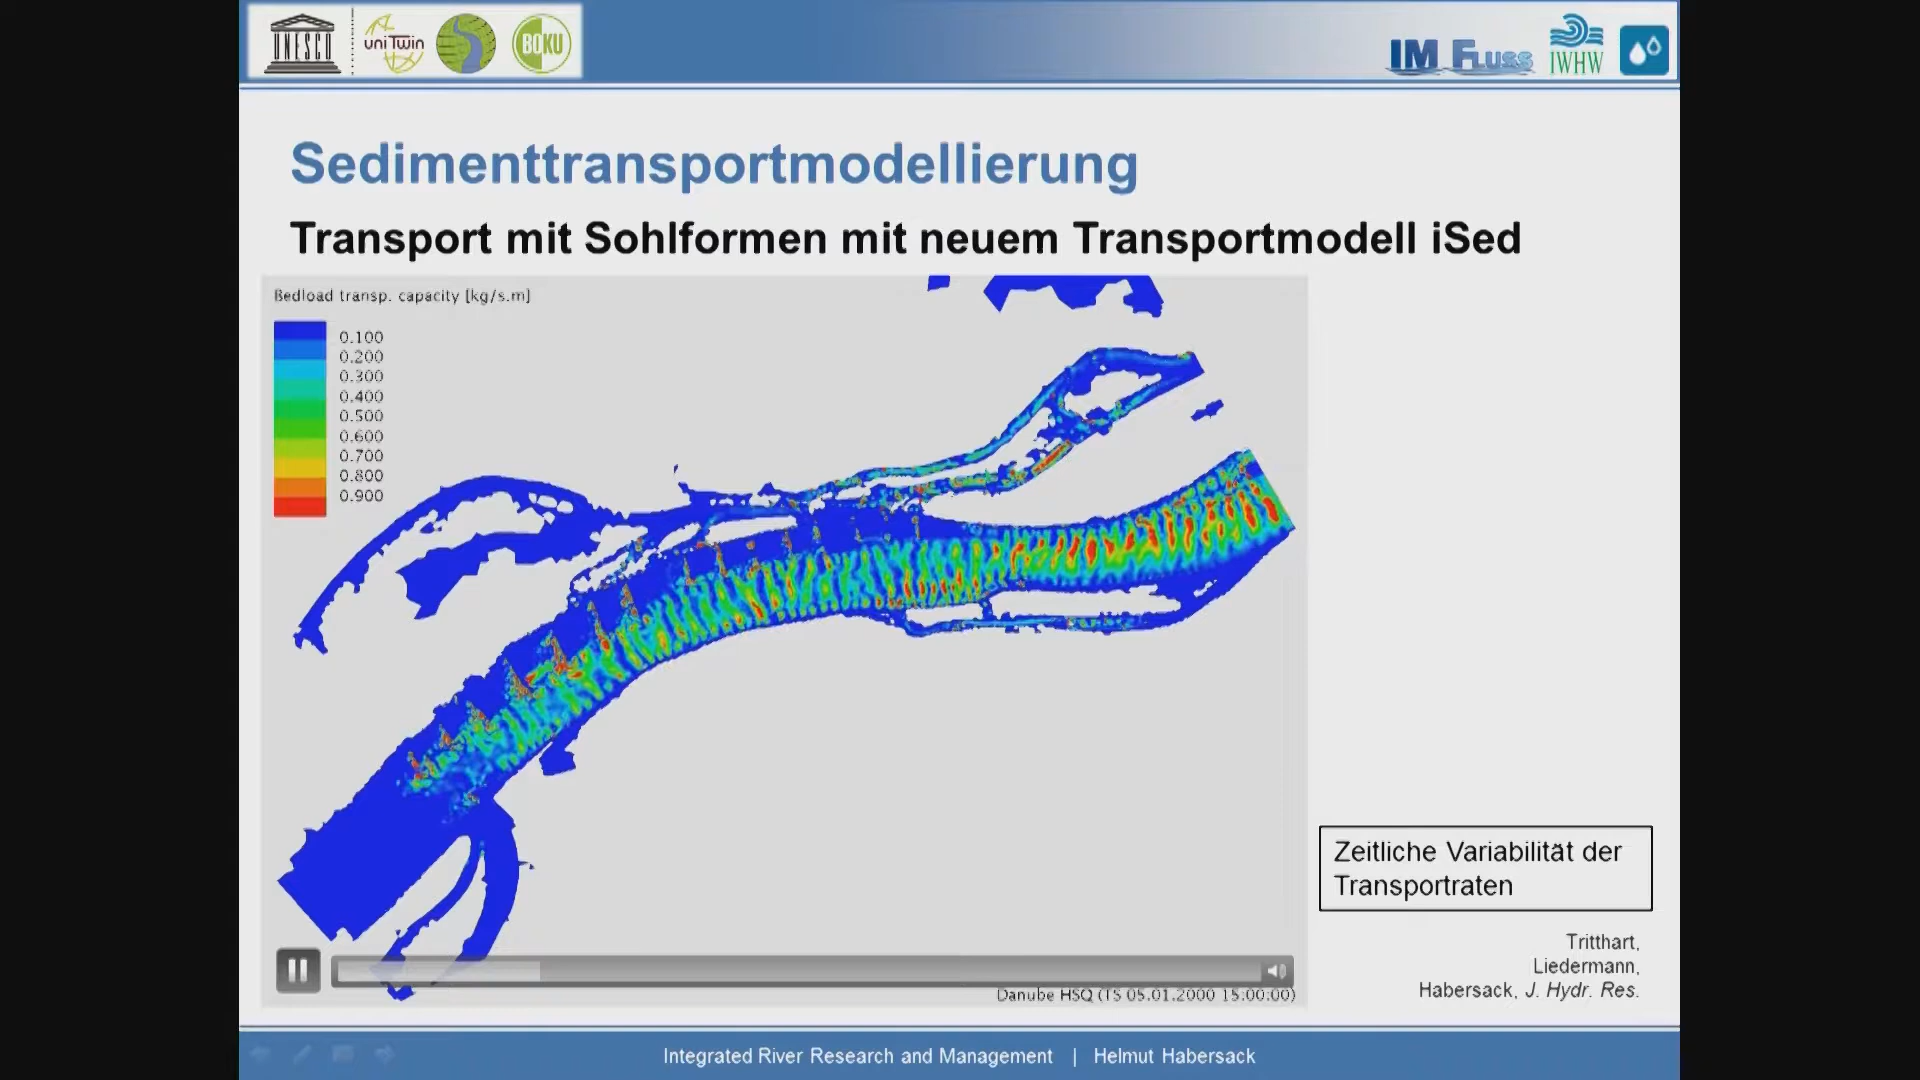 UNESCO
uniTwin
BOKU
IM FLUSS
IWHW
Sedimenttransportmodellierung
Transport mit Sohlformen mit neuem Transportmodell iSed
Bedload transp. capacity [kg/s.m]
0.100
0.200
0.300
0.400
0.500
0.600
0.700
0.800
0.900
Zeitliche Variabilität der
Transportraten
Tritthart,
Liedermann,
Habersack, J. Hydr. Res.
Danube HSQ (TS 05.01.2000 15:00:00)
Integrated River Research and Management | Helmut Habersack